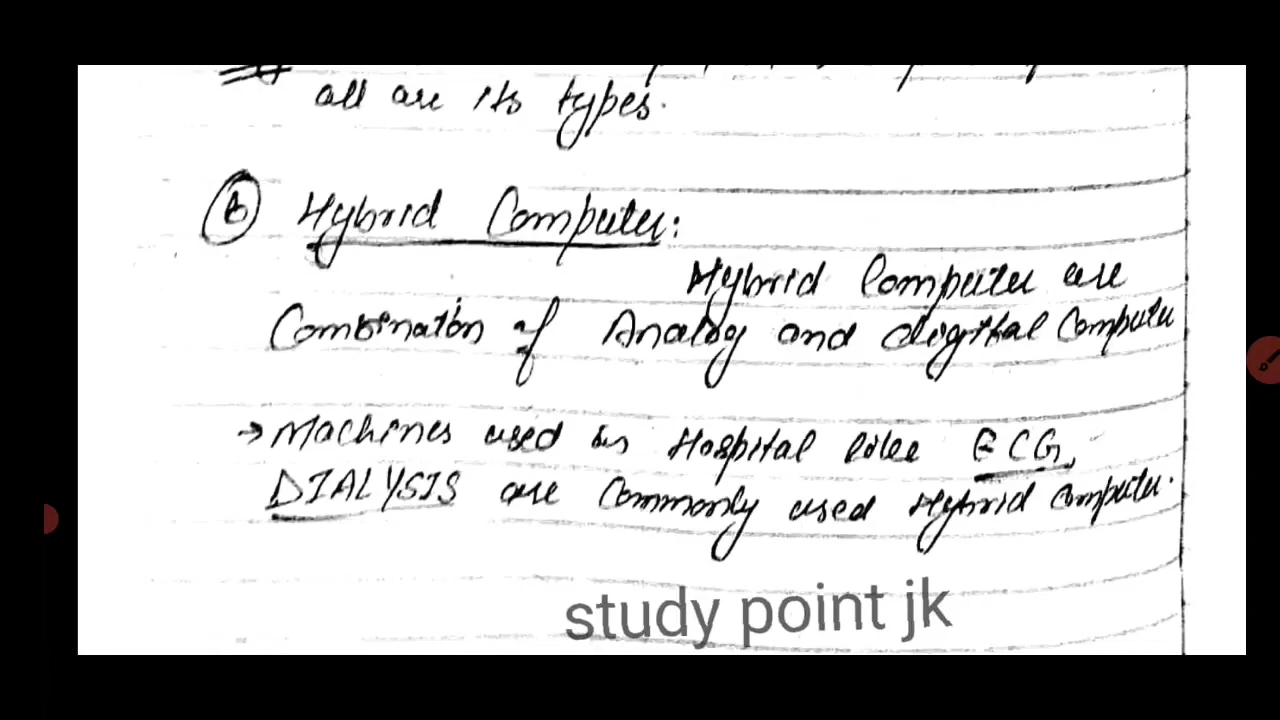 all are its types.
(b) Hybrid Computer:
Hybrid Computer are
Combination of Analog and digital Computer
→ Machines used in Hospital like ECG,
DIALYSIS are Commonly used Hybrid Computer.
study point jk